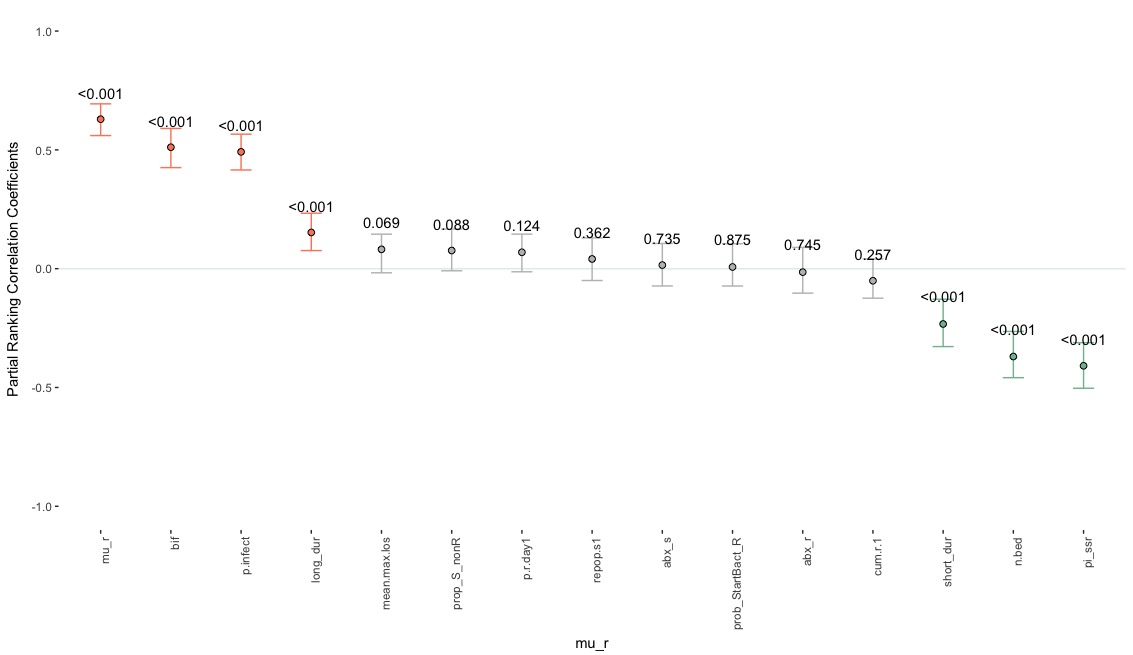 1.0
0.5
0.0
-0.5
-1.0
Partial Ranking Correlation Coefficients
<0.001
<0.001
<0.001
<0.001
0.069
0.088
0.124
0.362
0.735
0.875
0.745
0.257
<0.001
<0.001
<0.001
mu_r
bif
p.infect
long_dur
mean.max.los
prop_S_nonR
p.r.day1
repop.s1
abx_s
prob_StartBact_R
abx_r
cum.r.1
short_dur
n.bed
pi_ssr
mu_r